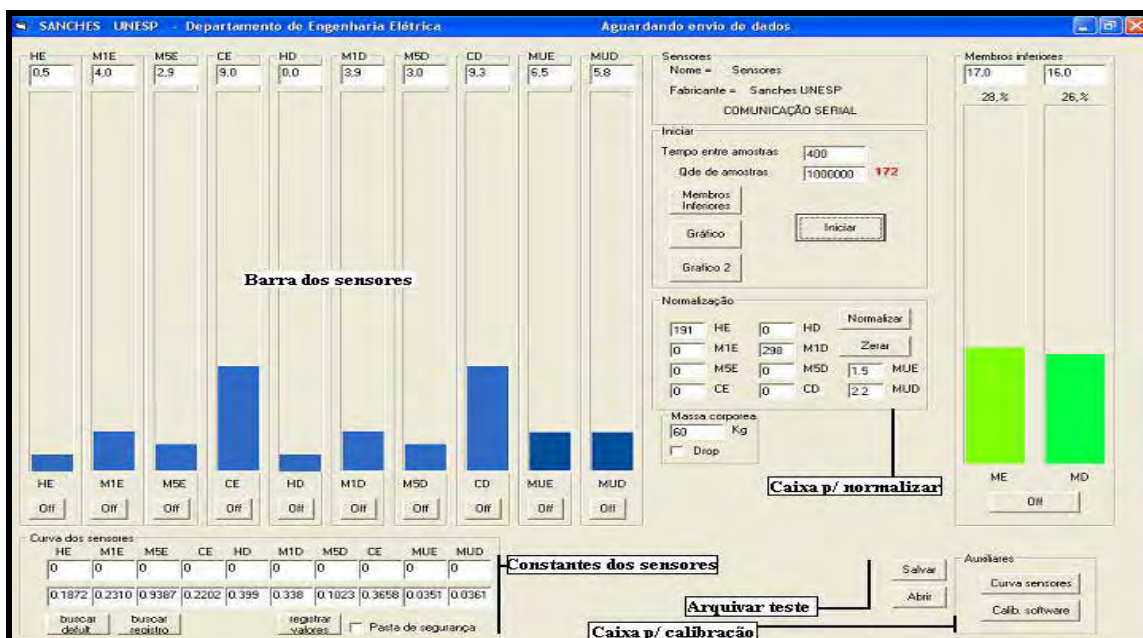 SANCHES UNESP - Departamento de Engenharia Elétrica Aguardando envio de dados
HE M1E M5E CE HD M1D M5D CD MUE MUD
0.5 4.0 2.9 9.0 0.0 3.9 3.0 9.3 6.5 5.8
Barra dos sensores
HE M1E M5E CE HD M1D M5D CD MUE MUD
Off Off Off Off Off Off Off Off Off Off
Sensores
Nome = Sensores
Fabricante = Sanches UNESP
COMUNICAÇÃO SERIAL
Iniciar
Tempo entre amostras 400
Qde de amostras 1000000 172
Membros
Inferiores
Gráfico Iniciar
Grafico 2
Normalização
191 HE 0 HD Normalizar
0 M1E 298 M1D Zerar
0 M5E 0 M5D 1.5 MUE
0 CE 0 CD 2.2 MUD
Massa corporea
60 Kg
Drop
Caixa p/ normalizar
Membros inferiores
17.0 16.0
28,% 26,%
ME MD
Off
Curva dos sensores
HE M1E M5E CE HD M1D M5D CE MUE MUD
0 0 0 0 0 0 0 0 0 0
0.1872 0.2310 0.9387 0.2202 0.399 0.338 0.1023 0.3658 0.0351 0.0361
buscar
defult
buscar
registro
registrar
valores
Pasta de segurança
Constantes dos sensores
Arquivar teste
Caixa p/ calibração
Salvar
Abrir
Auxiliares
Curva sensores
Calib. software